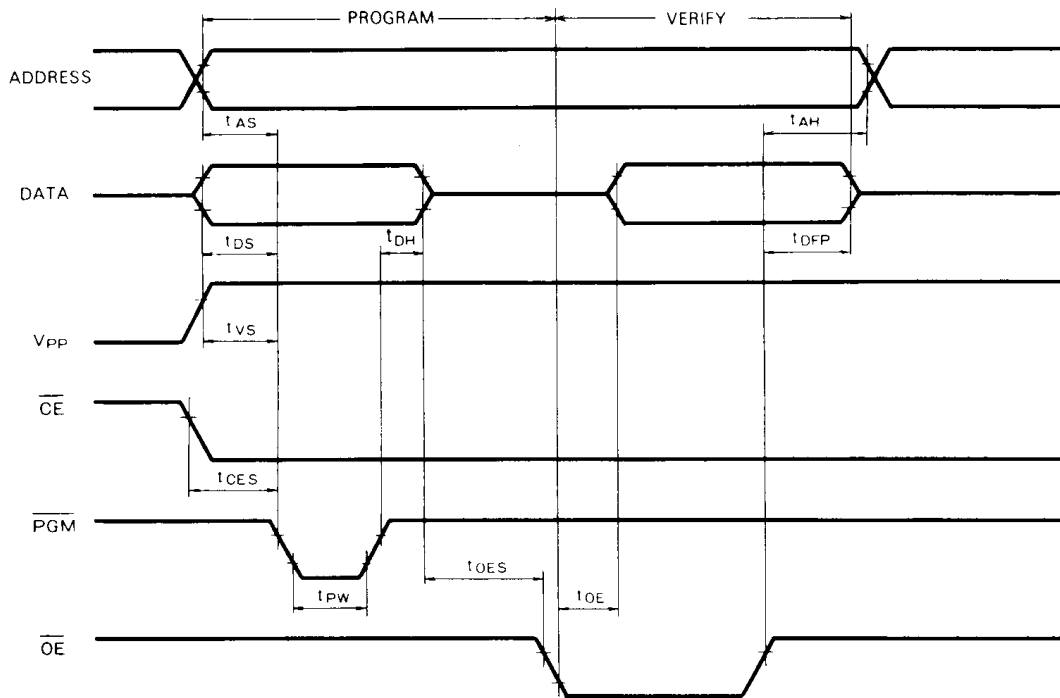 PROGRAM VERIFY
ADDRESS
tAS tAH
DATA
tDS tDH tDFP
VPP
tVS
CE
tCES
PGM
tPW tOES tOE
OE